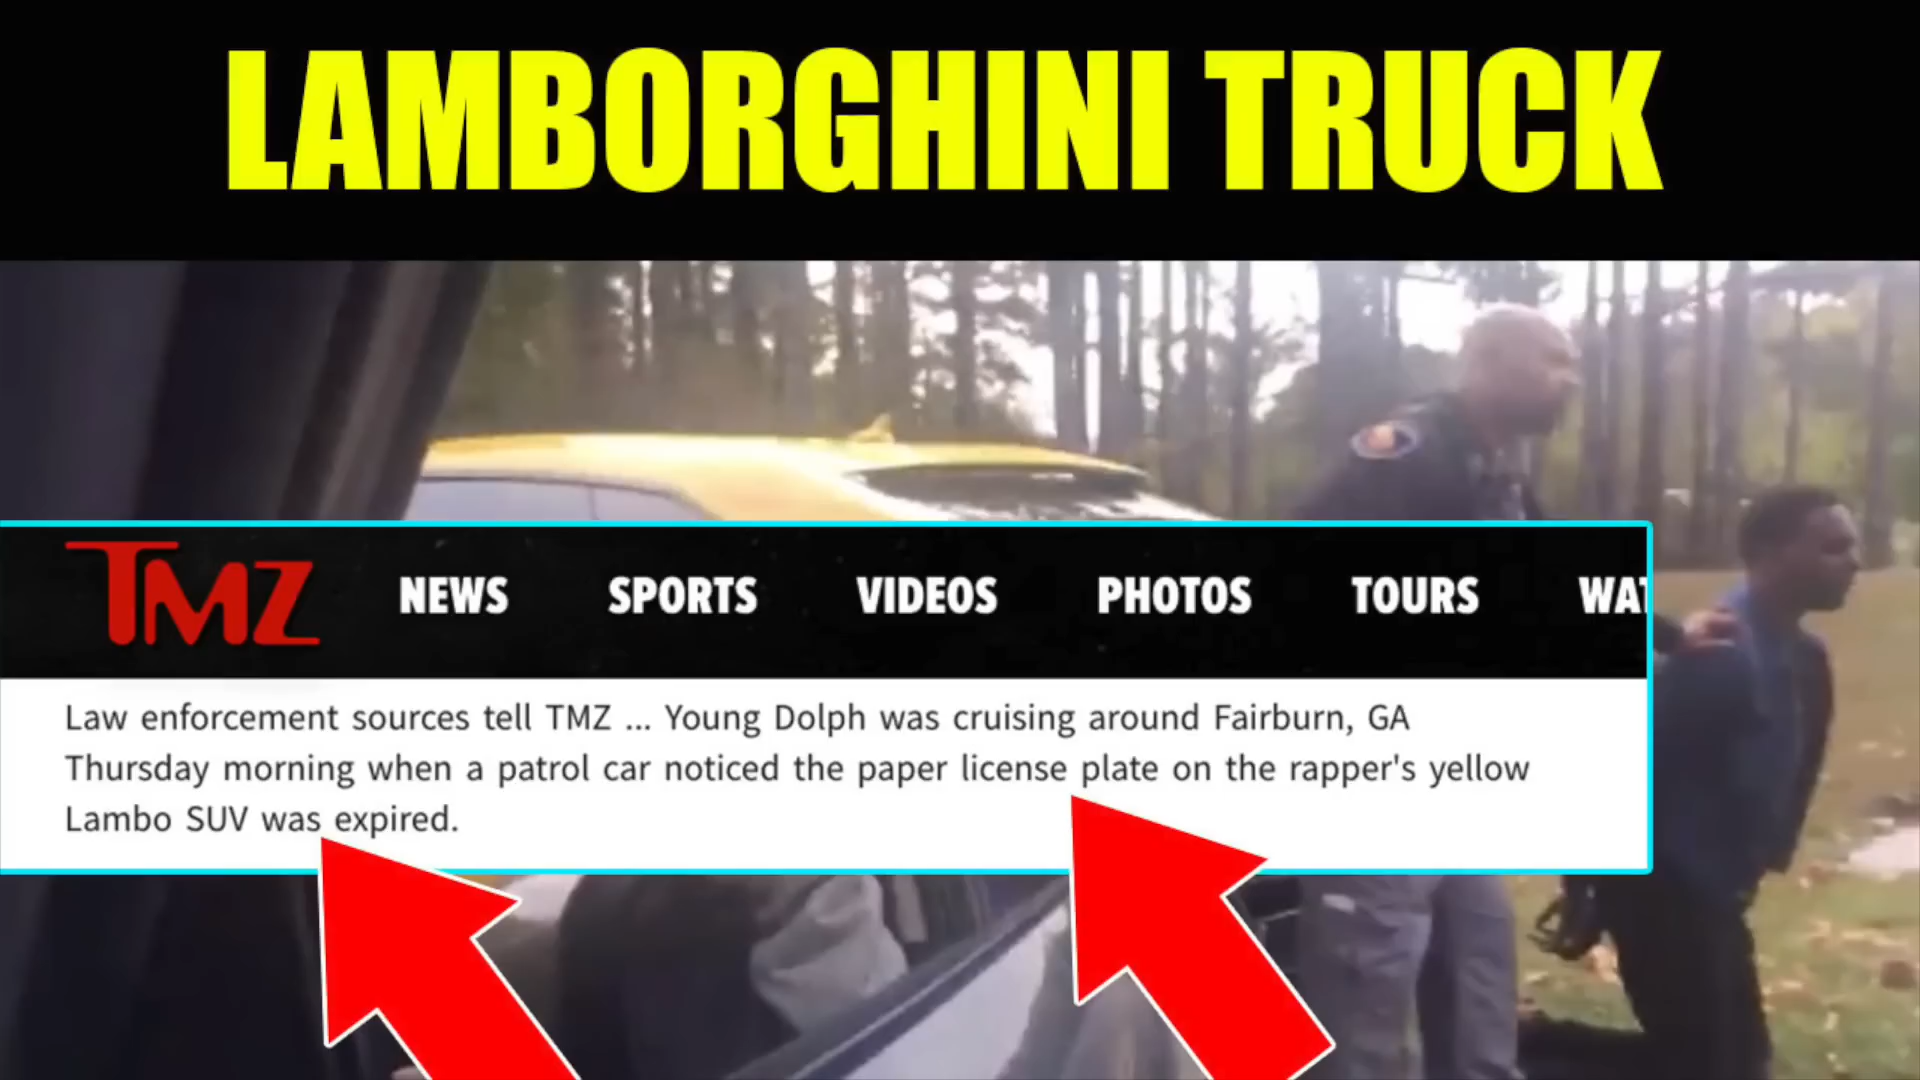 LAMBORGHINI TRUCK
TMZ NEWS SPORTS VIDEOS PHOTOS TOURS WAT
Law enforcement sources tell TMZ ... Young Dolph was cruising around Fairburn, GA
Thursday morning when a patrol car noticed the paper license plate on the rapper's yellow
Lambo SUV was expired.